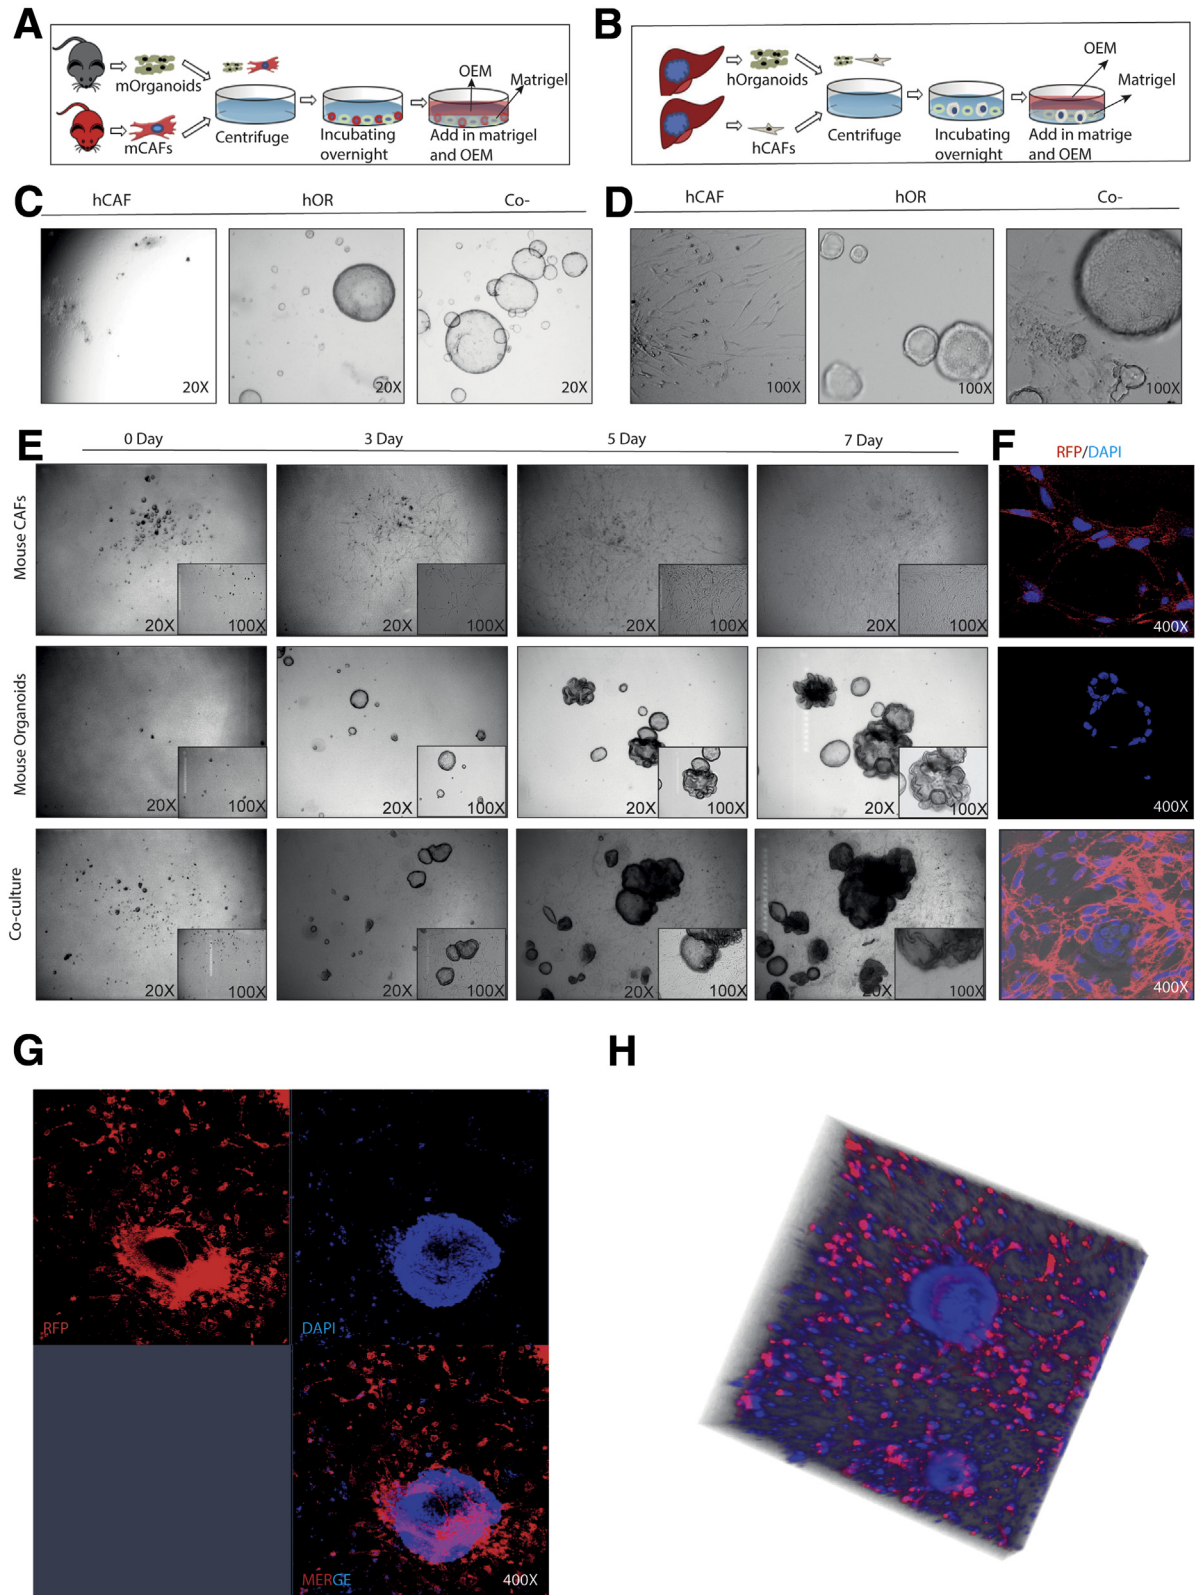 A
mOrganoids
mCAFs
Centrifuge
Incubating
overnight
OEM
Matrigel
Add in matrigel
and OEM
B
hOrganoids
hCAFs
Centrifuge
Incubating
overnight
OEM
Matrigel
Add in matrige
and OEM
C
hCAF
hOR
Co-
20X
20X
20X
D
hCAF
hOR
Co-
100X
100X
100X
E
0 Day
3 Day
5 Day
7 Day
Mouse CAFs
20X
100X
20X
100X
20X
100X
20X
100X
Mouse Organoids
20X
100X
20X
100X
20X
100X
20X
100X
Co-culture
20X
100X
20X
100X
20X
100X
20X
100X
F
RFP/DAPI
400X
400X
400X
G
RFP
DAPI
MERGE
400X
H